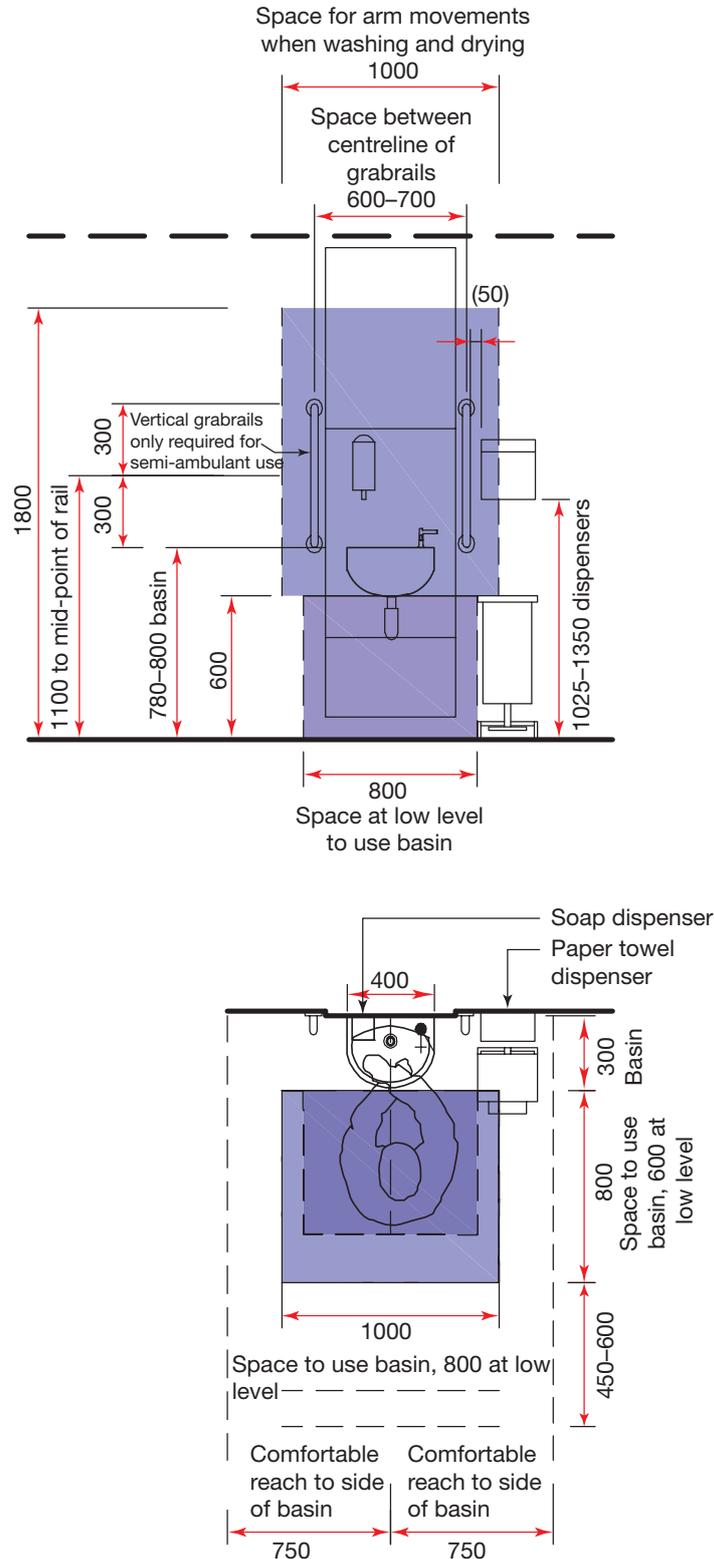 Space for arm movements
when washing and drying
1000
Space between
centreline of
grabrails
600–700
(50)
1800
300
300
Vertical grabrails
only required for
semi-ambulant use
1100 to mid-point of rail
780–800 basin
600
1025–1350 dispensers
800
Space at low level
to use basin
Soap dispenser
Paper towel
dispenser
400
300
Basin
800
Space to use
basin, 600 at
low level
1000
450–600
Space to use basin, 800 at low
level
Comfortable
reach to side
of basin
Comfortable
reach to side
of basin
750
750